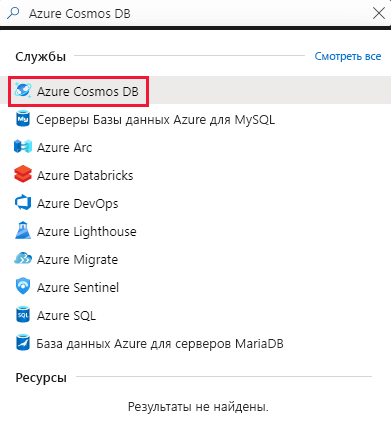 Azure Cosmos DB
Службы
Смотреть все
Azure Cosmos DB
My
Серверы Базы данных Azure для MySQL
Azure Arc
Azure Databricks
Azure DevOps
Azure Lighthouse
Azure Migrate
Azure Sentinel
SQL
Azure SQL
База данных Azure для серверов MariaDB
Ресурсы
Результаты не найдены.